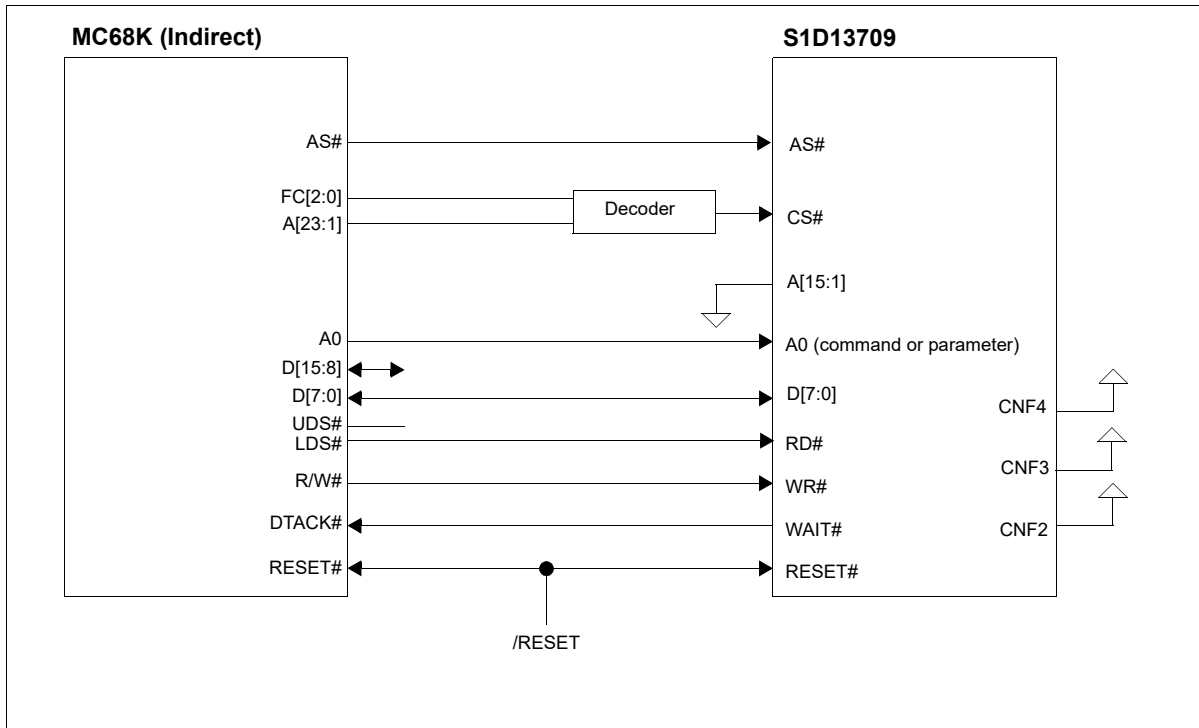 MC68K (Indirect)
S1D13709
AS#
AS#
FC[2:0]
Decoder
CS#
A[23:1]
A[15:1]
A0
A0 (command or parameter)
D[15:8]
D[7:0]
D[7:0]
CNF4
UDS#
LDS#
RD#
CNF3
R/W#
WR#
DTACK#
WAIT#
CNF2
RESET#
RESET#
/RESET